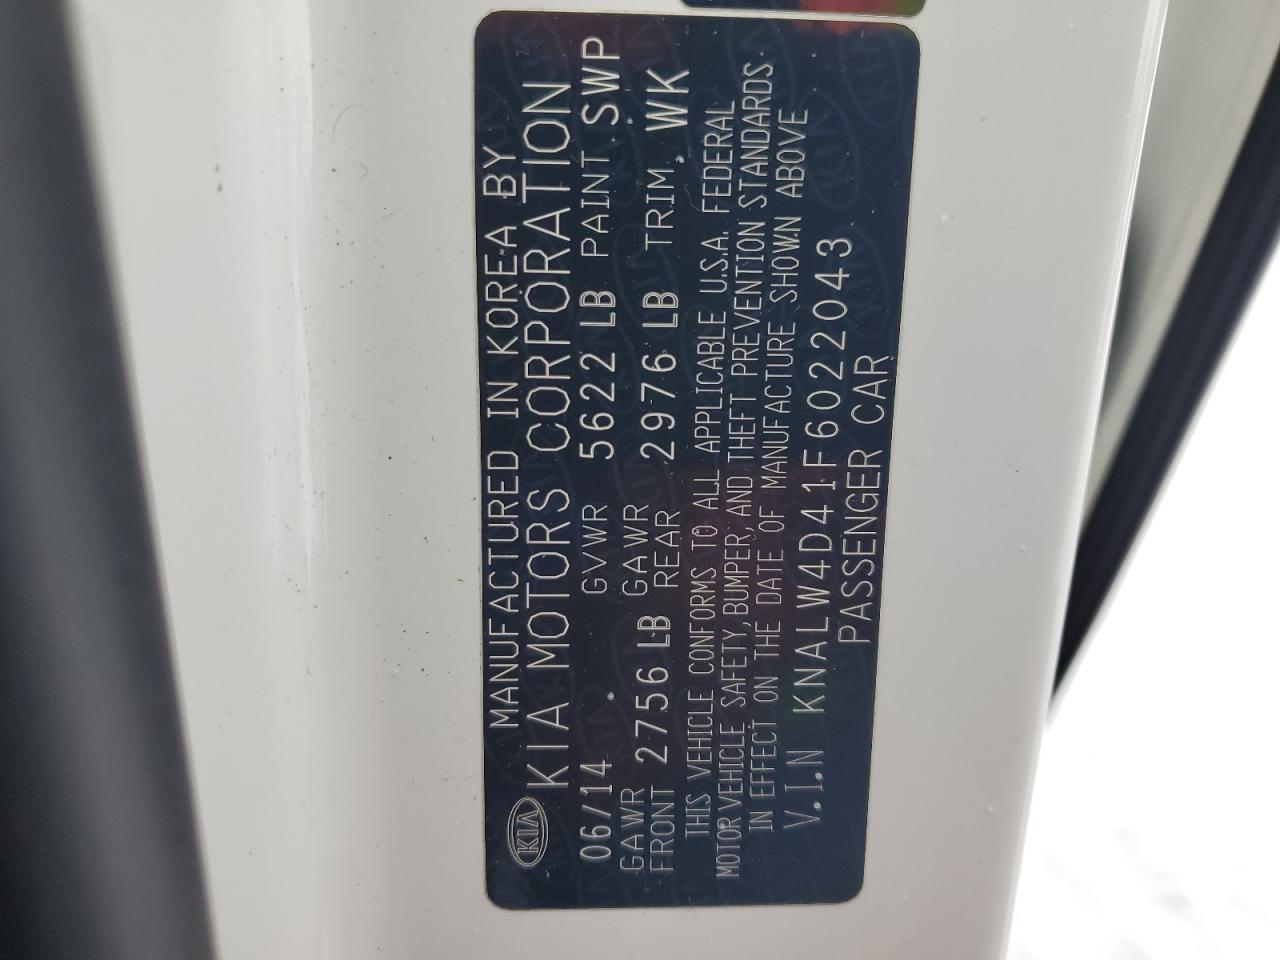 MANUFACTURED IN KOREA BY
KIA KIA MOTORS CORPORATION
06/14 GVWR 5622 LB PAINT SWP
GAWR FRONT 2756 LB GAWR REAR 2976 LB TRIM WK
THIS VEHICLE CONFORMS TO ALL APPLICABLE U.S.A. FEDERAL
MOTOR VEHICLE SAFETY, BUMPER, AND THEFT PREVENTION STANDARDS
IN EFFECT ON THE DATE OF MANUFACTURE SHOWN ABOVE
V.I.N KNALW4D41F6022043
PASSENGER CAR